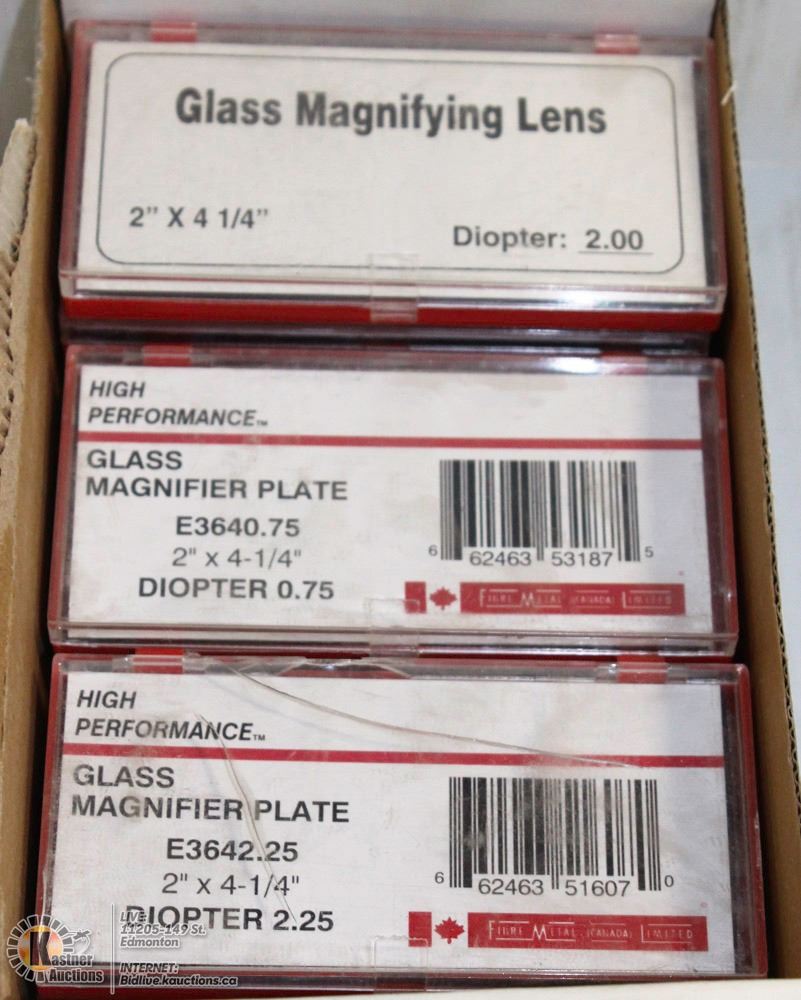 Glass Magnifying Lens
2" X 4 1/4"
Diopter: 2.00
HIGH
PERFORMANCE™
GLASS
MAGNIFIER PLATE
E3640.75
2" x 4-1/4"
DIOPTER 0.75
6 62463 53187 5
FIBRE METAL (CANADA) LIMITED
HIGH
PERFORMANCE™
GLASS
MAGNIFIER PLATE
E3642.25
2" x 4-1/4"
DIOPTER 2.25
6 62463 51607 0
FIBRE METAL (CANADA) LIMITED
Kastner
Auctions
LIVE:
11205-149 St.
Edmonton
INTERNET:
Bidlive.kauctions.ca